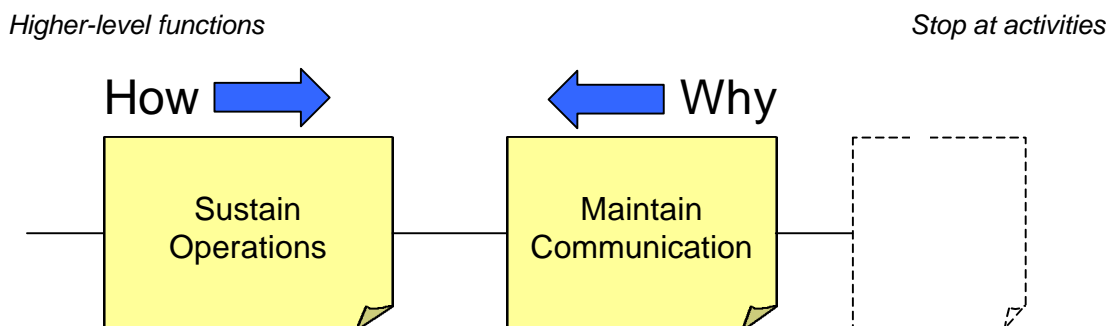 Higher-level functions
Stop at activities
How
Why
Sustain
Operations
Maintain
Communication